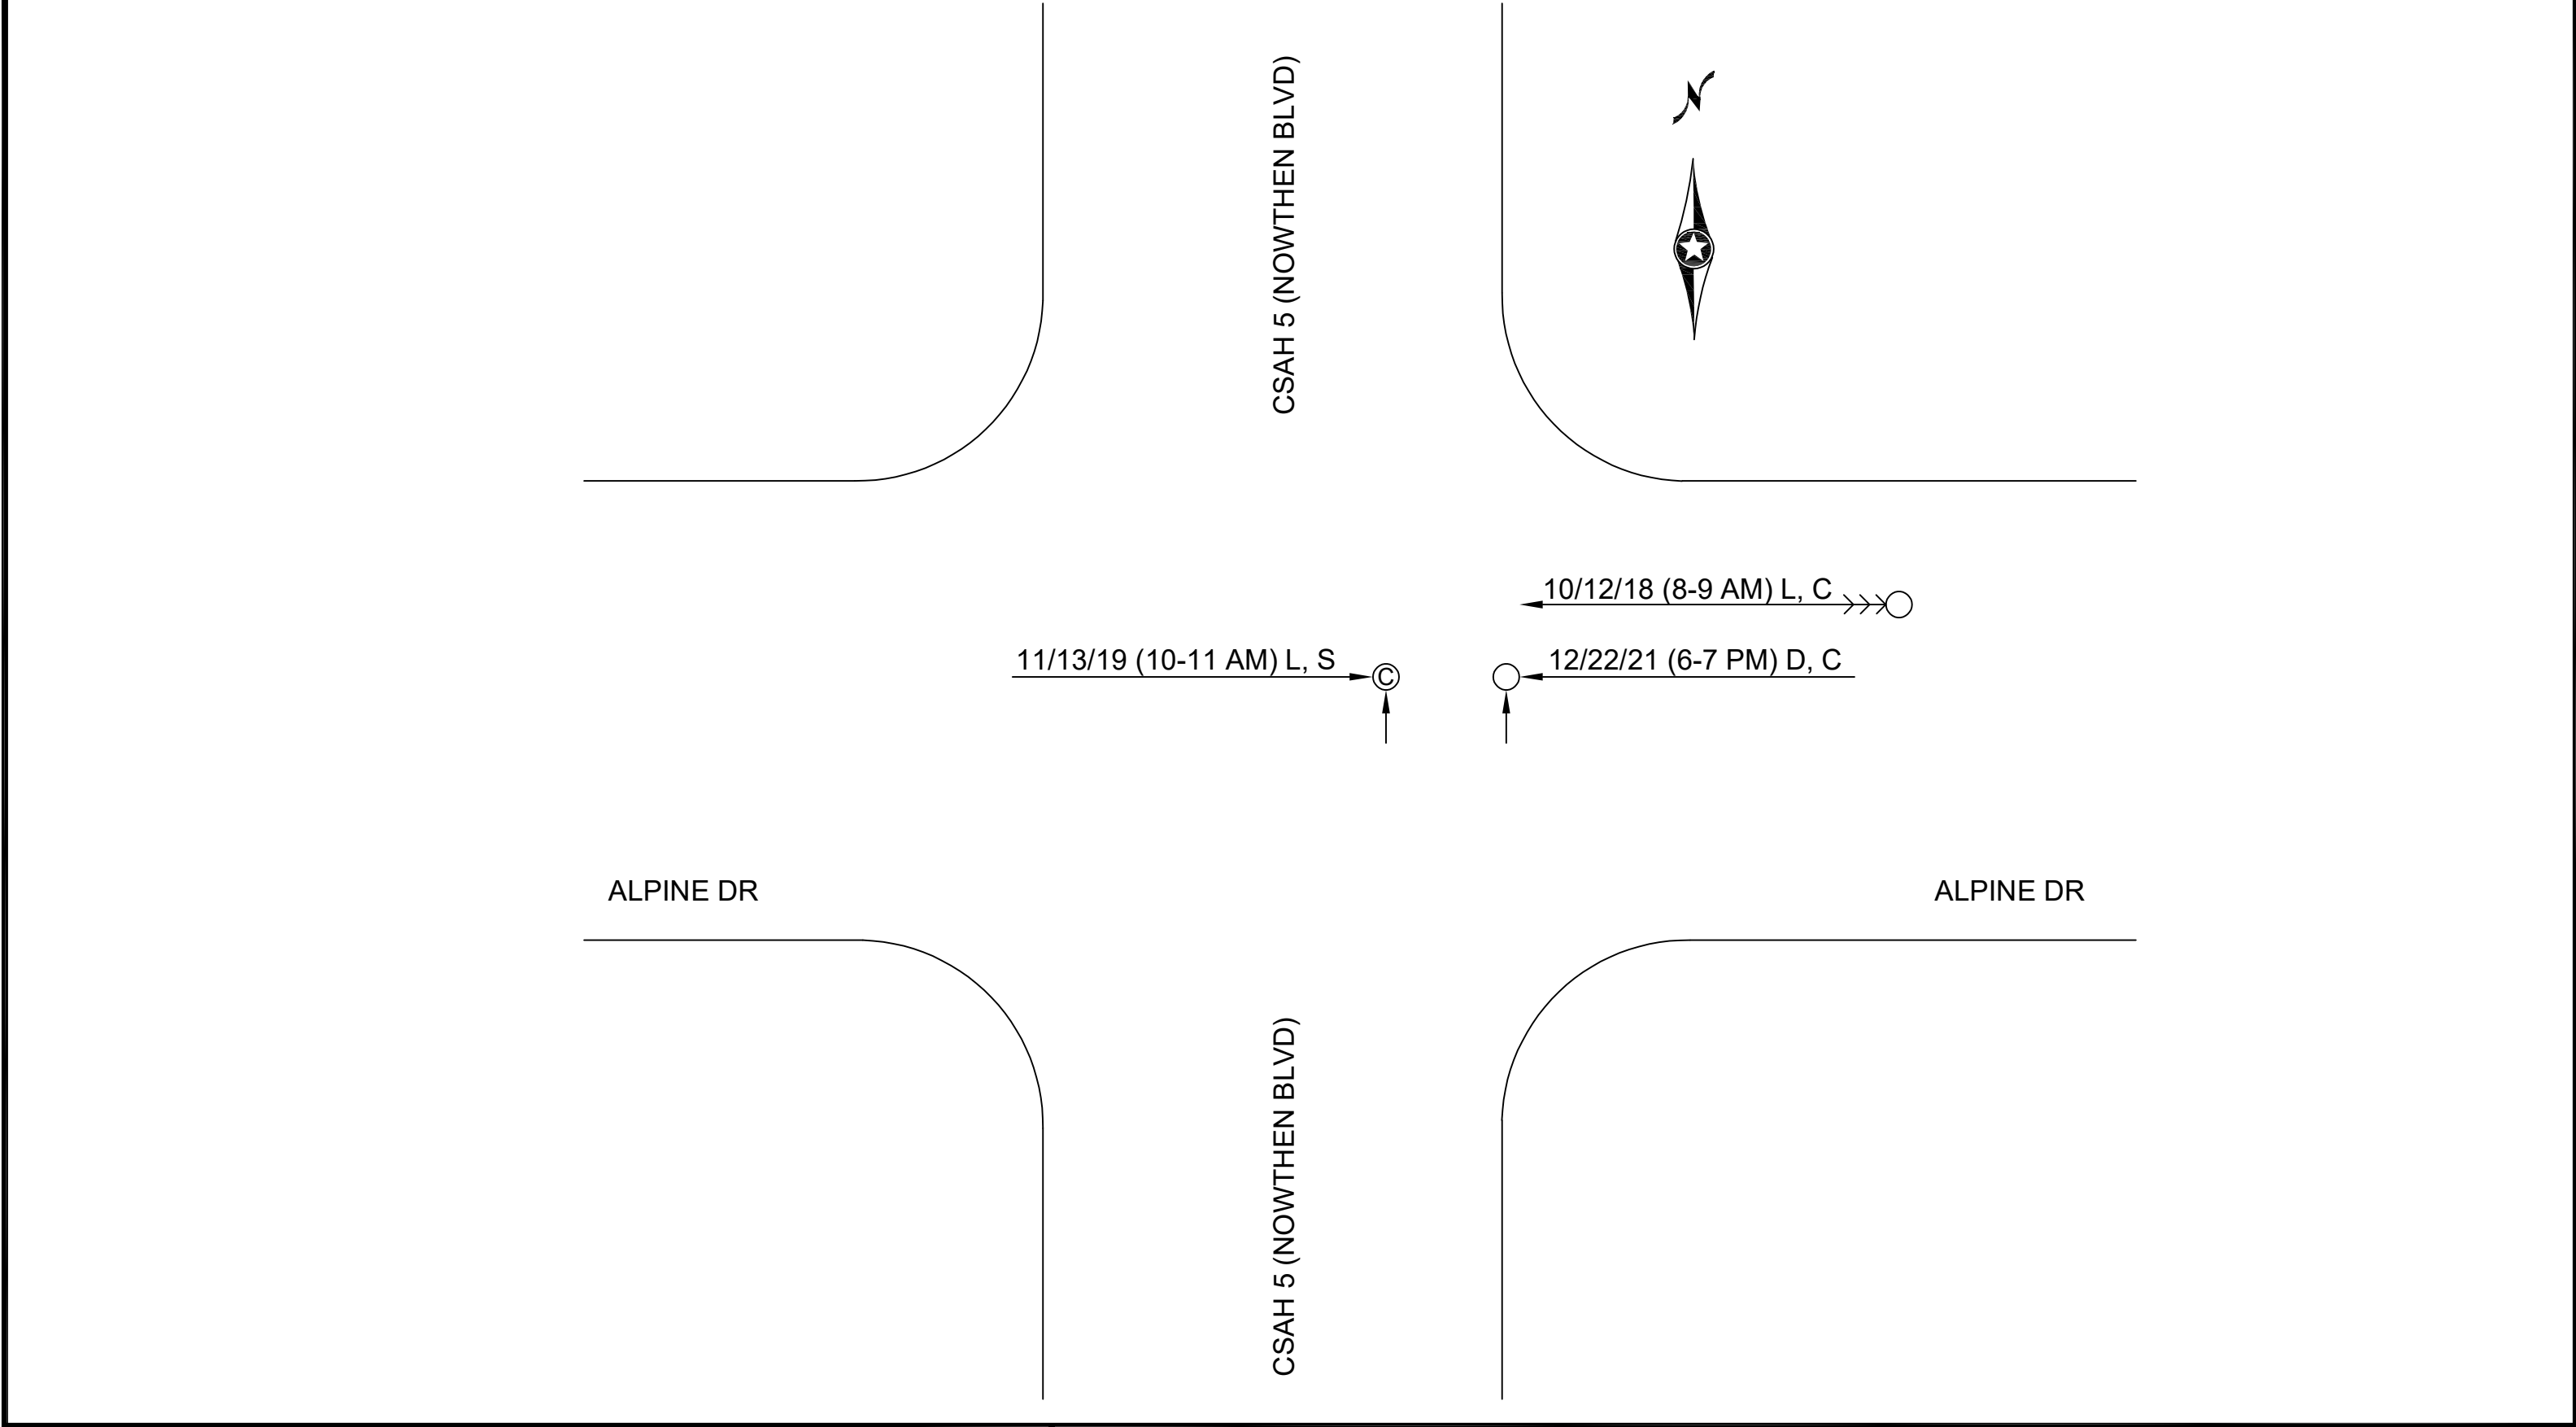 CSAH 5 (NOWTHEN BLVD)
N
10/12/18 (8-9 AM) L, C
11/13/19 (10-11 AM) L, S
C
12/22/21 (6-7 PM) D, C
ALPINE DR
ALPINE DR
CSAH 5 (NOWTHEN BLVD)